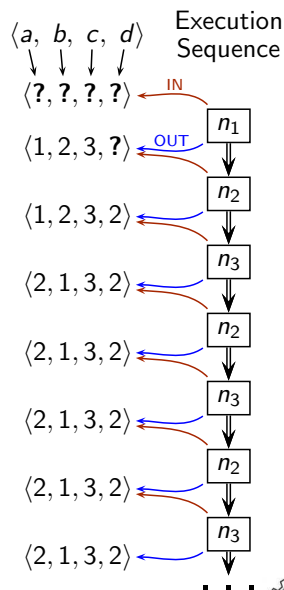 ⟨a, b, c, d⟩ Execution
Sequence
⟨?, ?, ?, ?⟩ IN
n₁
⟨1, 2, 3, ?⟩ OUT
n₂
⟨1, 2, 3, 2⟩
n₃
⟨2, 1, 3, 2⟩
n₂
⟨2, 1, 3, 2⟩
n₃
⟨2, 1, 3, 2⟩
n₂
⟨2, 1, 3, 2⟩
n₃
⟨2, 1, 3, 2⟩
. . .